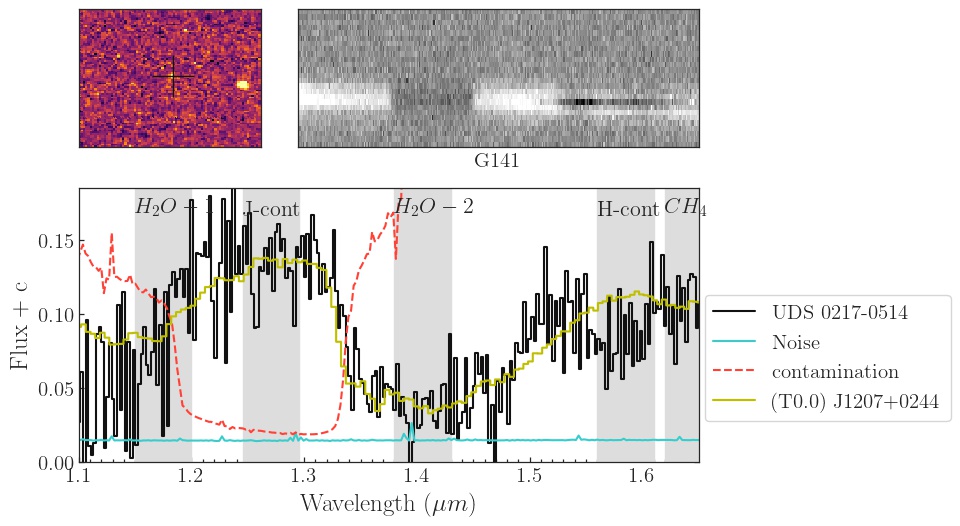 G141
H₂O − 1
J-cont
H₂O − 2
H-cont
CH₄
Flux + c
0.15
0.10
0.05
0.00
1.1
1.2
1.3
1.4
1.5
1.6
Wavelength (μm)
UDS 0217-0514
Noise
contamination
(T0.0) J1207+0244